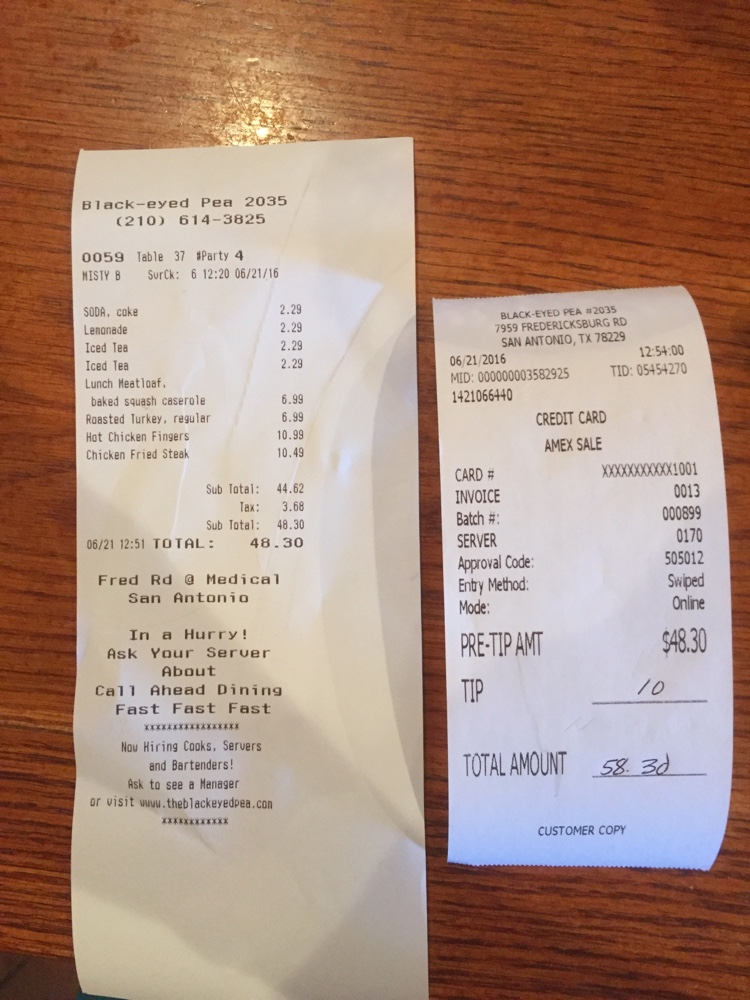 Black-eyed Pea 2035
(210) 614-3825
0059 Table 37 #Party 4
MISTY B SvrCk: 6 12:20 06/21/16
SODA, coke 2.29
Lemonade 2.29
Iced Tea 2.29
Iced Tea 2.29
Lunch Meatloaf,
baked squash caserole 6.99
Roasted Turkey, regular 6.99
Hot Chicken Fingers 10.99
Chicken Fried Steak 10.49
Sub Total: 44.62
Tax: 3.68
Sub Total: 48.30
06/21 12:51 TOTAL: 48.30
Fred Rd @ Medical
San Antonio
In a Hurry!
Ask Your Server
About
Call Ahead Dining
Fast Fast Fast
xxxxxxxxxxxxxxxxx
Now Hiring Cooks, Servers
and Bartenders!
Ask to see a Manager
or visit www.theblackeyedpea.com
xxxxxxxxxxxx
BLACK-EYED PEA #2035
7959 FREDERICKSBURG RD
SAN ANTONIO, TX 78229
06/21/2016 12:54:00
MID: 000000003582925 TID: 05454270
1421066440
CREDIT CARD
AMEX SALE
CARD # XXXXXXXXXXX1001
INVOICE 0013
Batch #: 000899
SERVER 0170
Approval Code: 505012
Entry Method: Swiped
Mode: Online
PRE-TIP AMT $48.30
TIP 10
TOTAL AMOUNT 58.30
CUSTOMER COPY